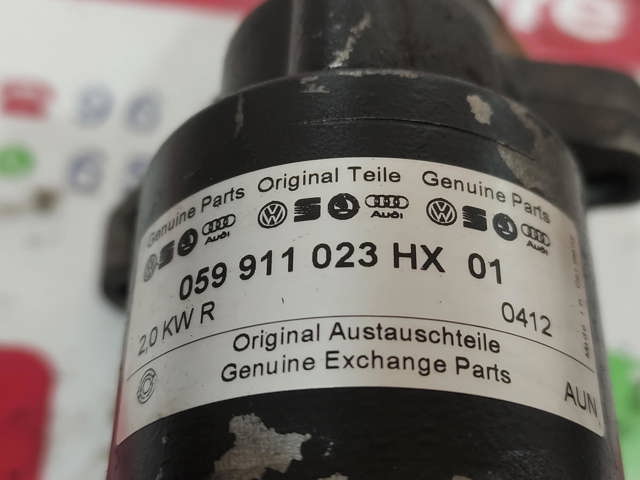 Genuine Parts Original Teile Genuine Parts
Audi Audi Audi
059 911 023 HX 01
2,0 KW R 0412
Original Austauschteile
Genuine Exchange Parts
AUN
96